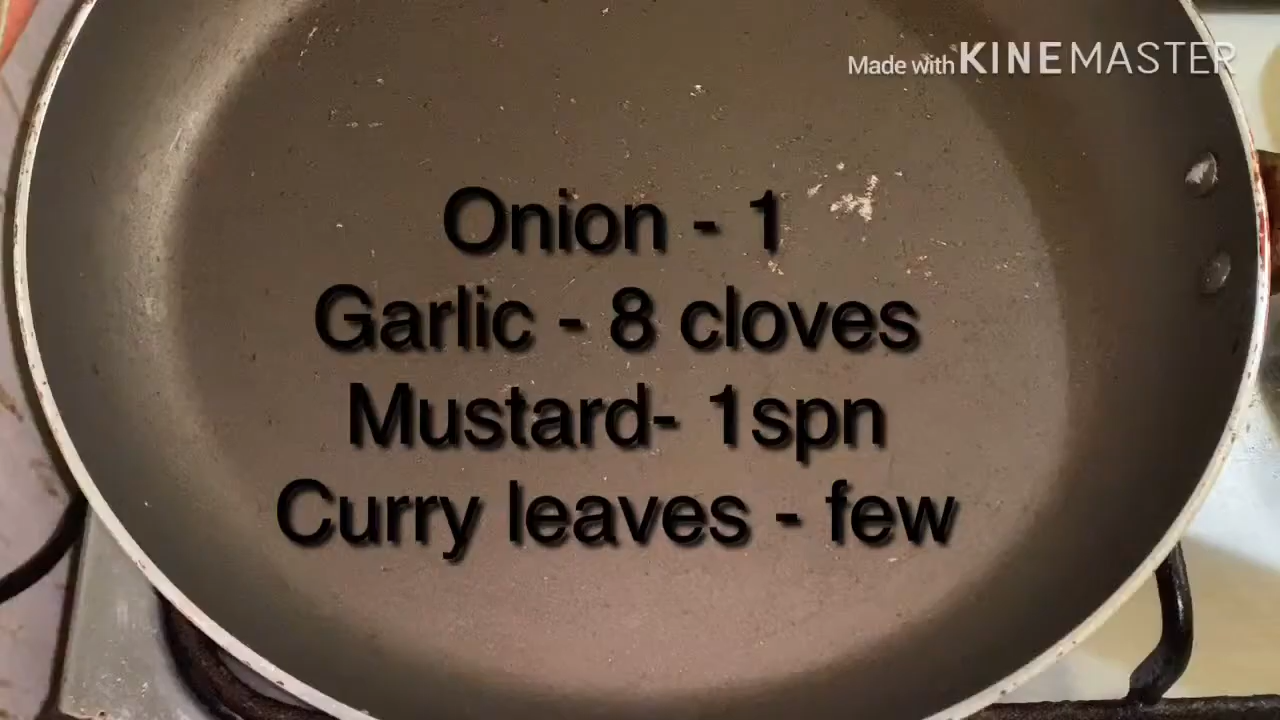 Made with KINEMASTER
Onion - 1
Garlic - 8 cloves
Mustard- 1spn
Curry leaves - few